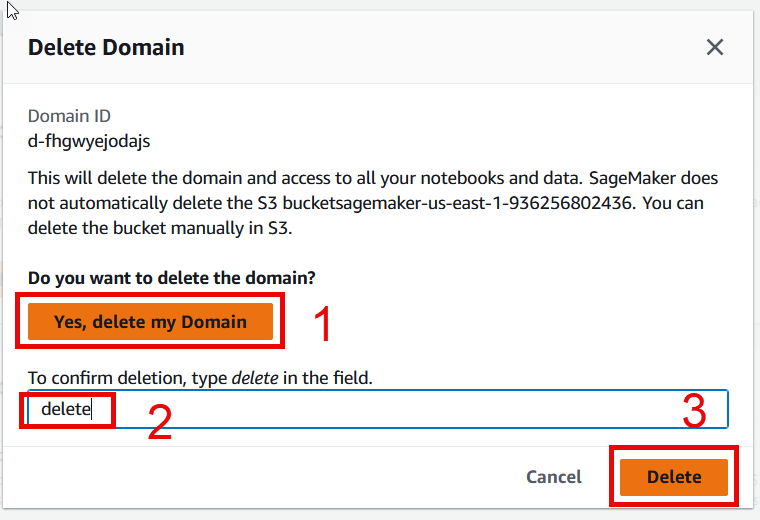 Delete Domain
Domain ID
d-fhgwyejodajs
This will delete the domain and access to all your notebooks and data. SageMaker does
not automatically delete the S3 bucketsagemaker-us-east-1-936256802436. You can
delete the bucket manually in S3.
Do you want to delete the domain?
Yes, delete my Domain
1
To confirm deletion, type delete in the field.
delete
2
3
Cancel
Delete